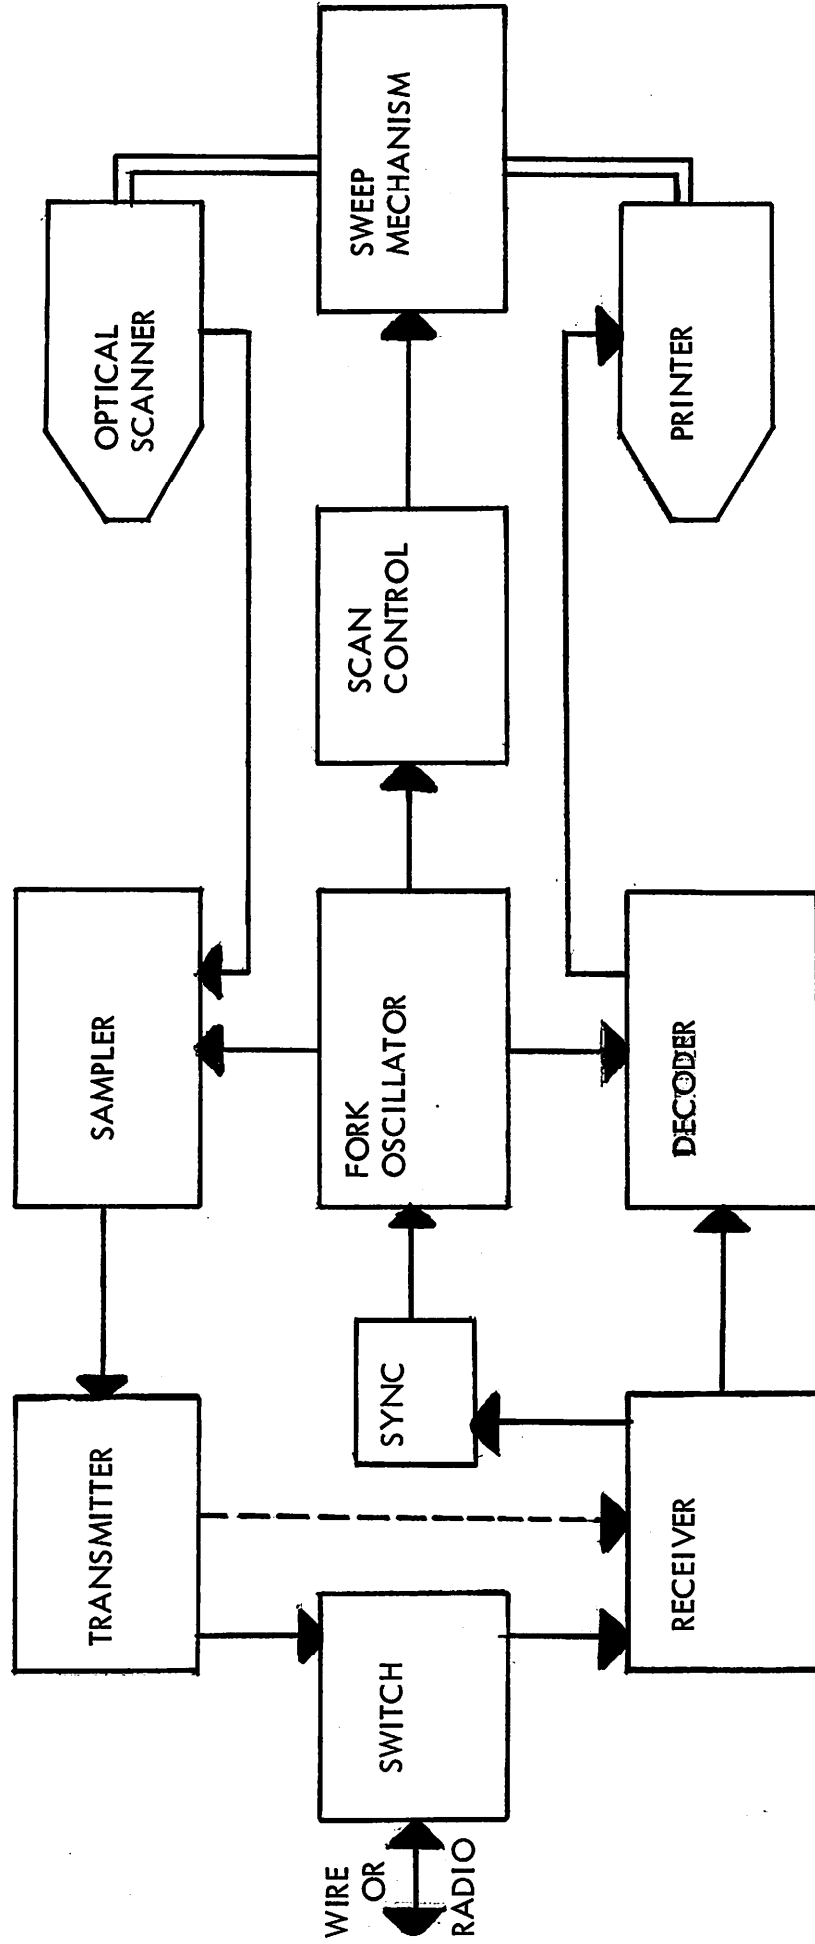 WIRE
OR
RADIO
TRANSMITTER
SAMPLER
OPTICAL
SCANNER
SWITCH
SYNC
FORK
OSCILLATOR
SCAN
CONTROL
SWEEP
MECHANISM
RECEIVER
DECODER
PRINTER